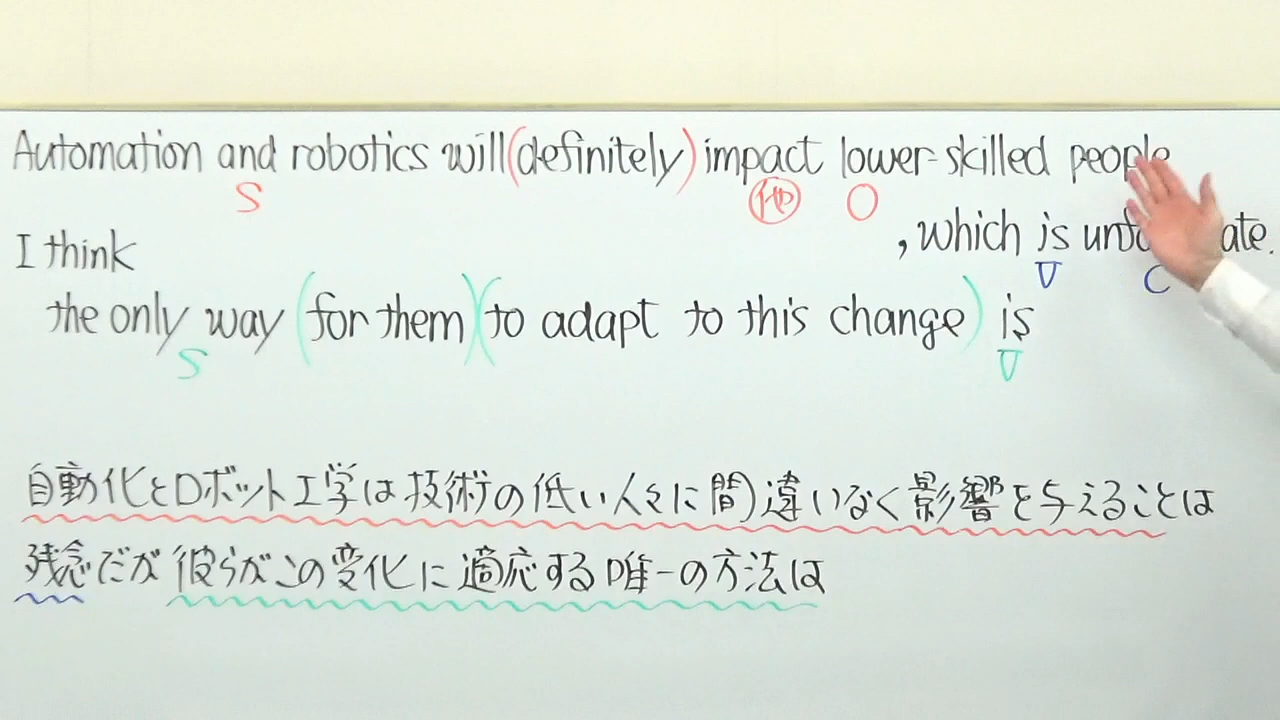 Automation and robotics will (definitely) impact lower-skilled people
S 他 O
, which is
V C
I think
the only way (for them)(to adapt to this change) is
S V
自動化とロボット工学は技術の低い人々に間違いなく影響を与えることは
残念だが彼らがこの変化に適応する唯一の方法は